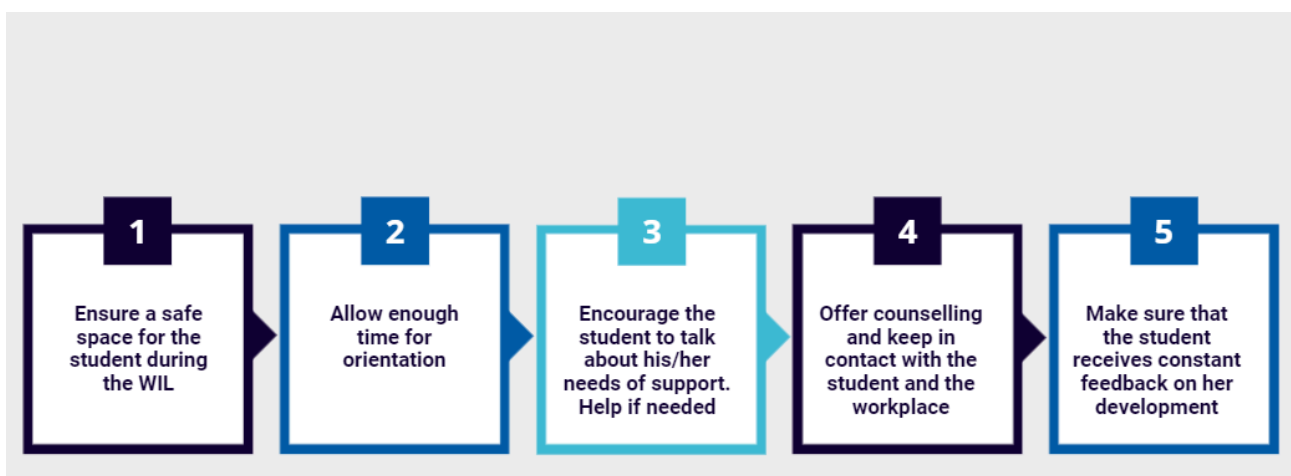 1
Ensure a safe
space for the
student during
the WIL
2
Allow enough
time for
orientation
3
Encourage the
student to talk
about his/her
needs of support.
Help if needed
4
Offer counselling
and keep in
contact with the
student and the
workplace
5
Make sure that
the student
receives constant
feedback on her
development